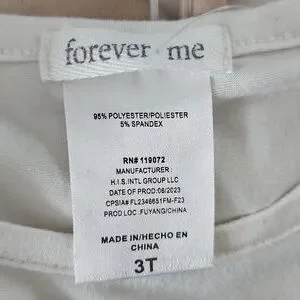 forever me
95% POLYESTER/POLIESTER
5% SPANDEX
RN# 119072
MANUFACTURER :
H.I.S. INTL GROUP LLC
DATE OF PROD:06/2023
CPSIA# FL2346651FM-F23
PROD LOC :FUYANG/CHINA
MADE IN/HECHO EN
CHINA
3T